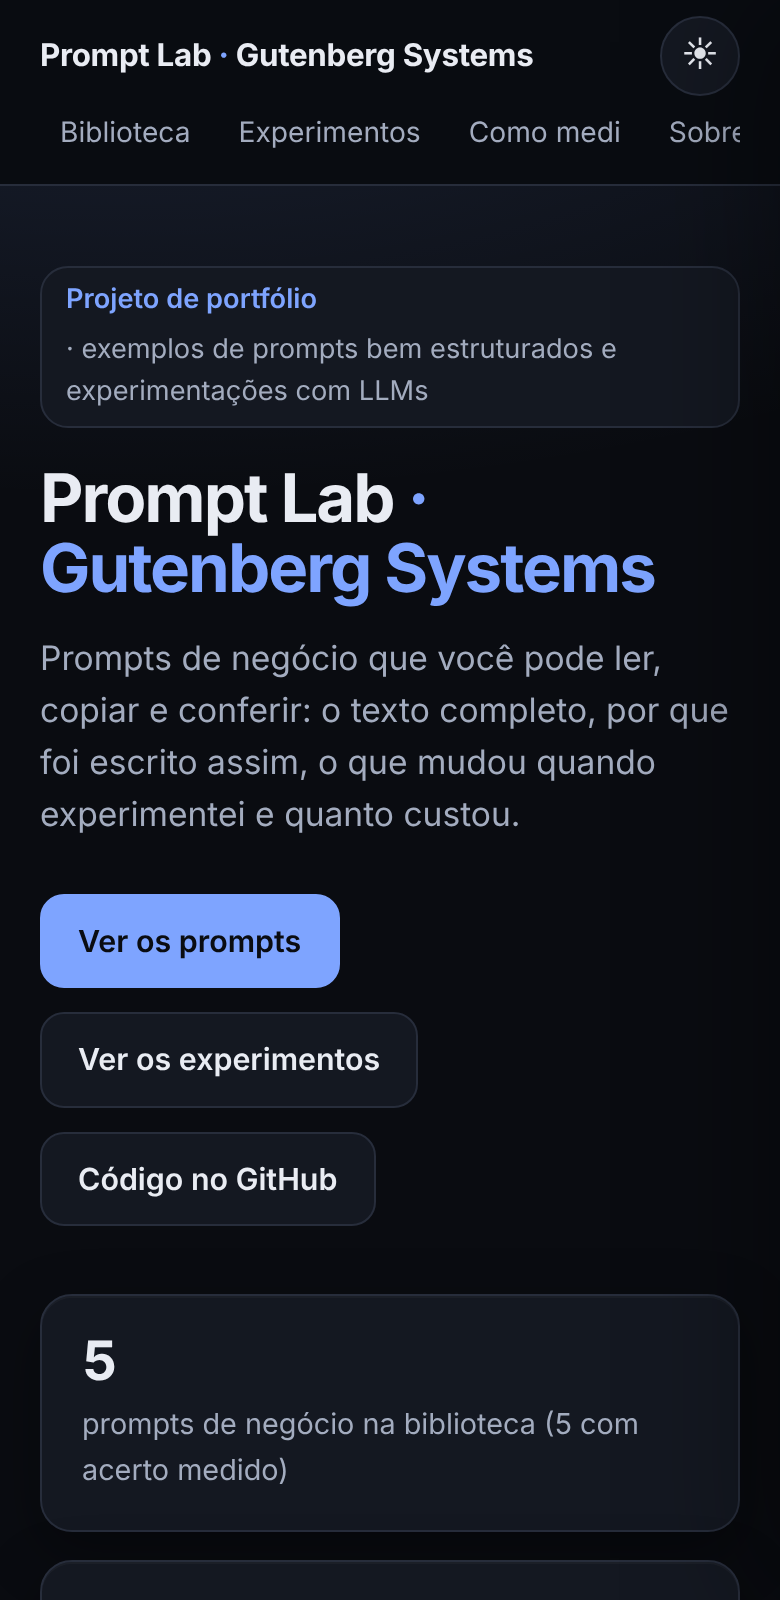 Prompt Lab · Gutenberg Systems
Biblioteca Experimentos Como medi Sobre
Projeto de portfólio
· exemplos de prompts bem estruturados e
experimentações com LLMs
Prompt Lab ·
Gutenberg Systems
Prompts de negócio que você pode ler,
copiar e conferir: o texto completo, por que
foi escrito assim, o que mudou quando
experimentei e quanto custou.
Ver os prompts
Ver os experimentos
Código no GitHub
5
prompts de negócio na biblioteca (5 com
acerto medido)